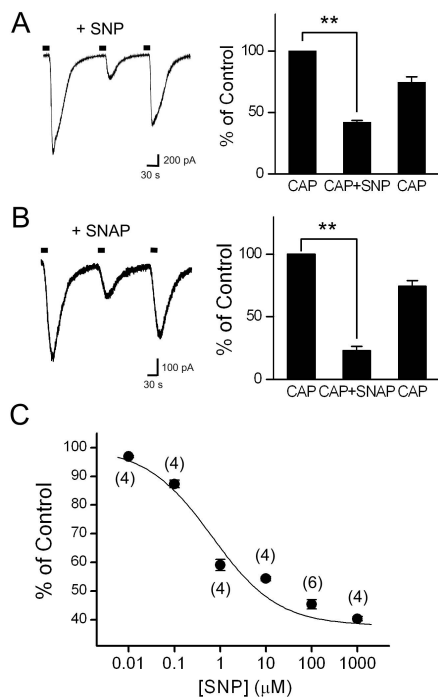 A
+ SNP
200 pA
30 s
% of Control
100
50
0
**
CAP CAP+SNP CAP
B
+ SNAP
100 pA
30 s
% of Control
100
50
0
**
CAP CAP+SNAP CAP
C
% of Control
100
90
80
70
60
50
40
(4)
(4)
(4)
(4)
(6)
(4)
0.01 0.1 1 10 100 1000
[SNP] (μM)